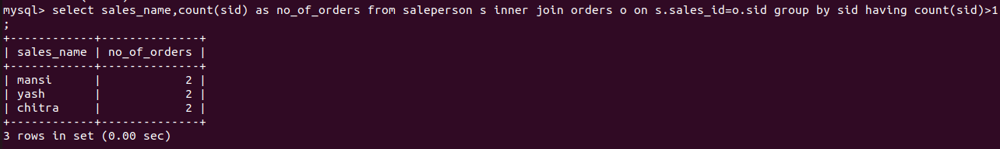 mysql> select sales_name,count(sid) as no_of_orders from saleperson s inner join orders o on s.sales_id=o.sid group by sid having count(sid)>1
;
+------------+--------------+
| sales_name | no_of_orders |
+------------+--------------+
| mansi      |            2 |
| yash       |            2 |
| chitra     |            2 |
+------------+--------------+
3 rows in set (0.00 sec)